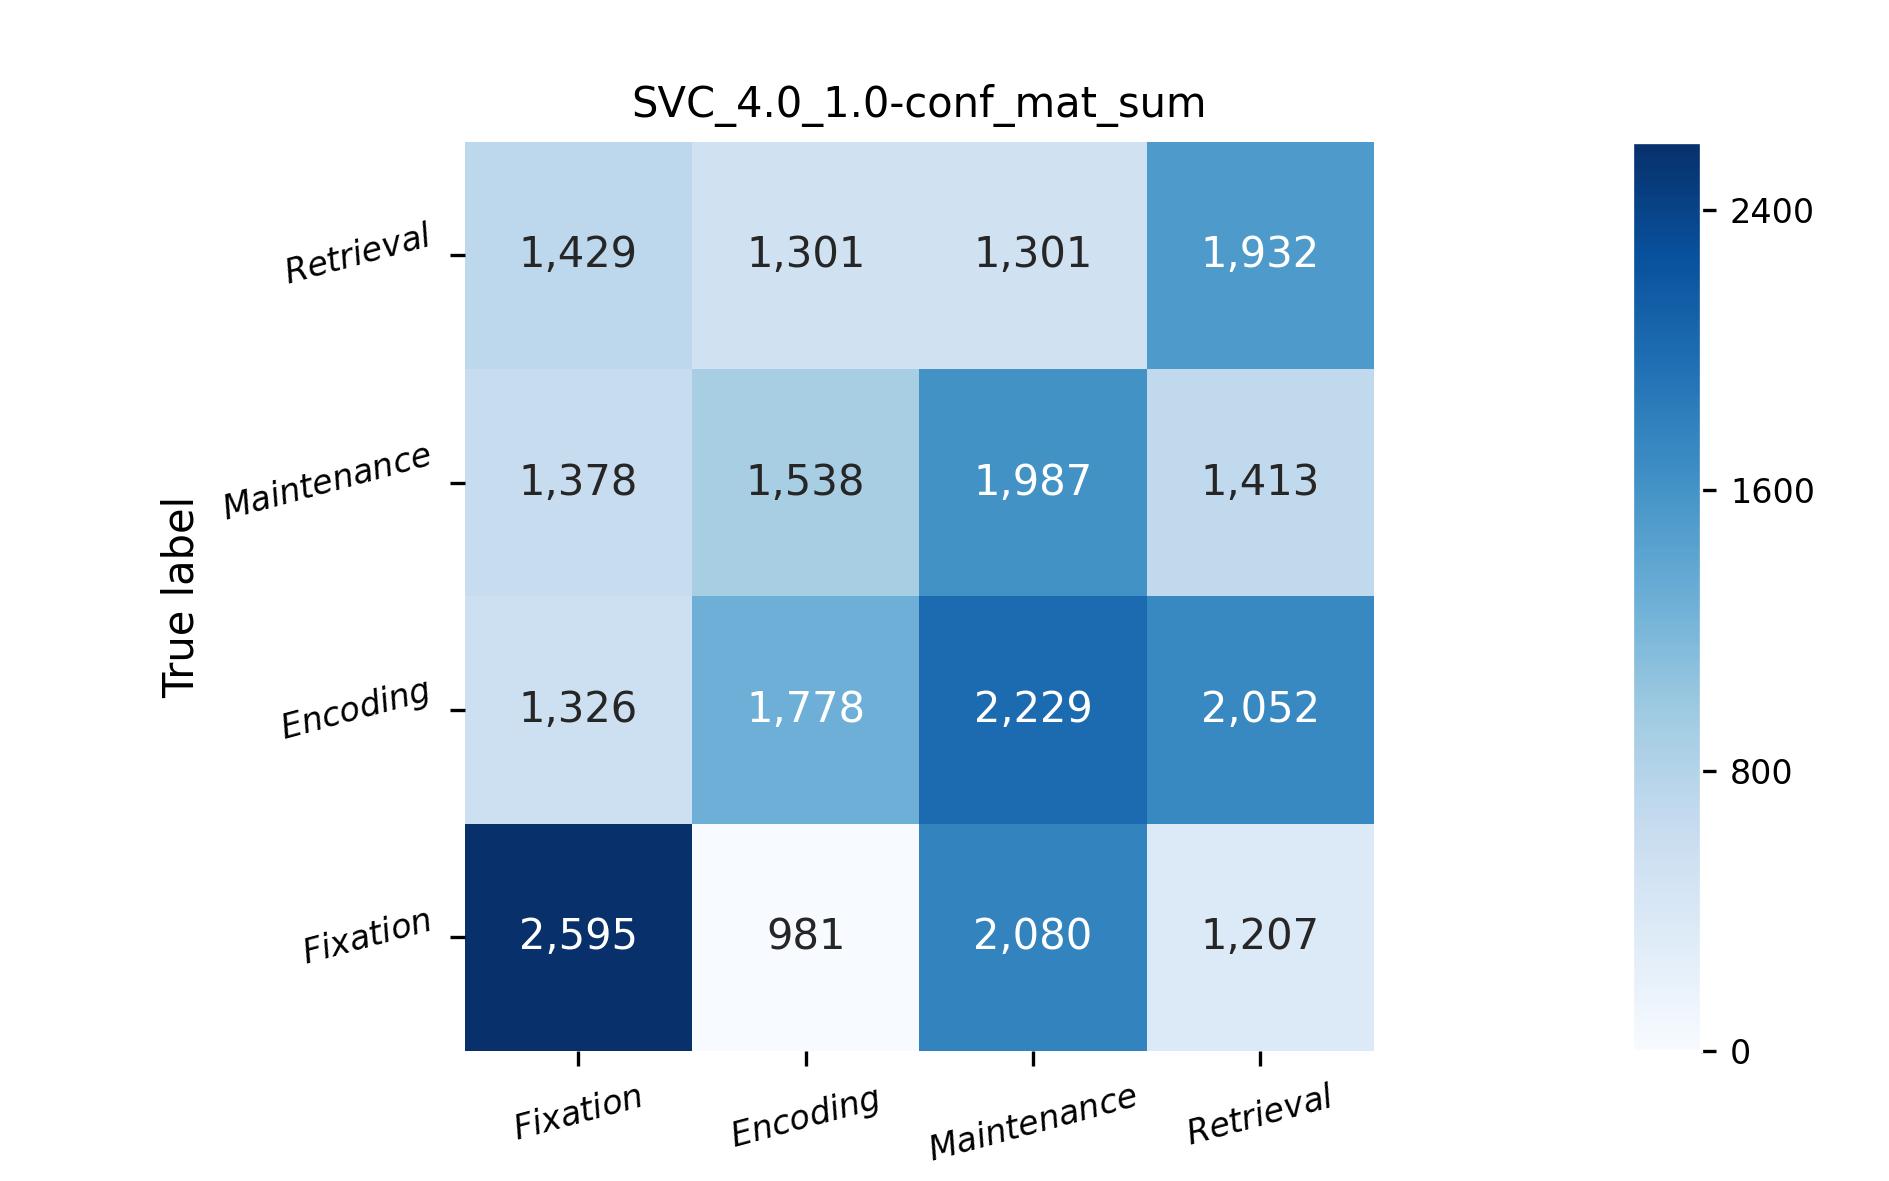 SVC_4.0_1.0-conf_mat_sum
True label
Retrieval 1,429 1,301 1,301 1,932
Maintenance 1,378 1,538 1,987 1,413
Encoding 1,326 1,778 2,229 2,052
Fixation 2,595 981 2,080 1,207
Fixation Encoding Maintenance Retrieval
2400
1600
800
0